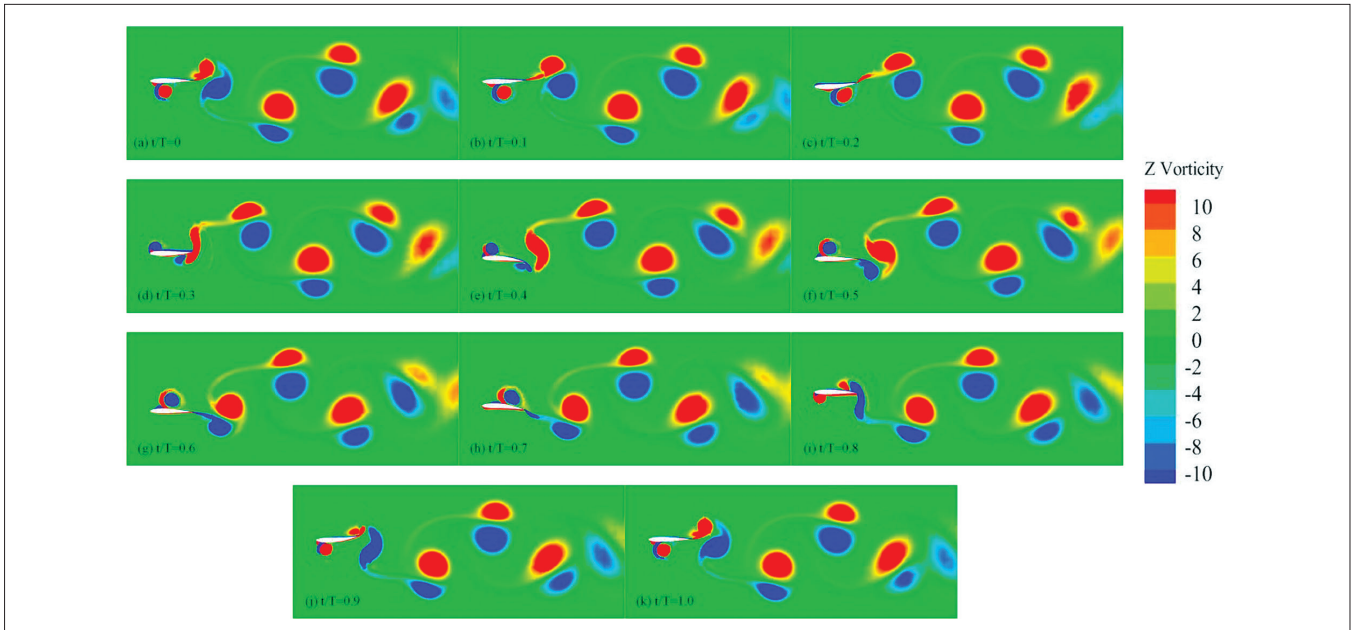 (a) t/T=0
(b) t/T=0.1
(c) t/T=0.2
Z Vorticity
(d) t/T=0.3
(e) t/T=0.4
(f) t/T=0.5
10
8
6
4
2
0
-2
-4
-6
-8
-10
(g) t/T=0.6
(h) t/T=0.7
(i) t/T=0.8
(j) t/T=0.9
(k) t/T=1.0